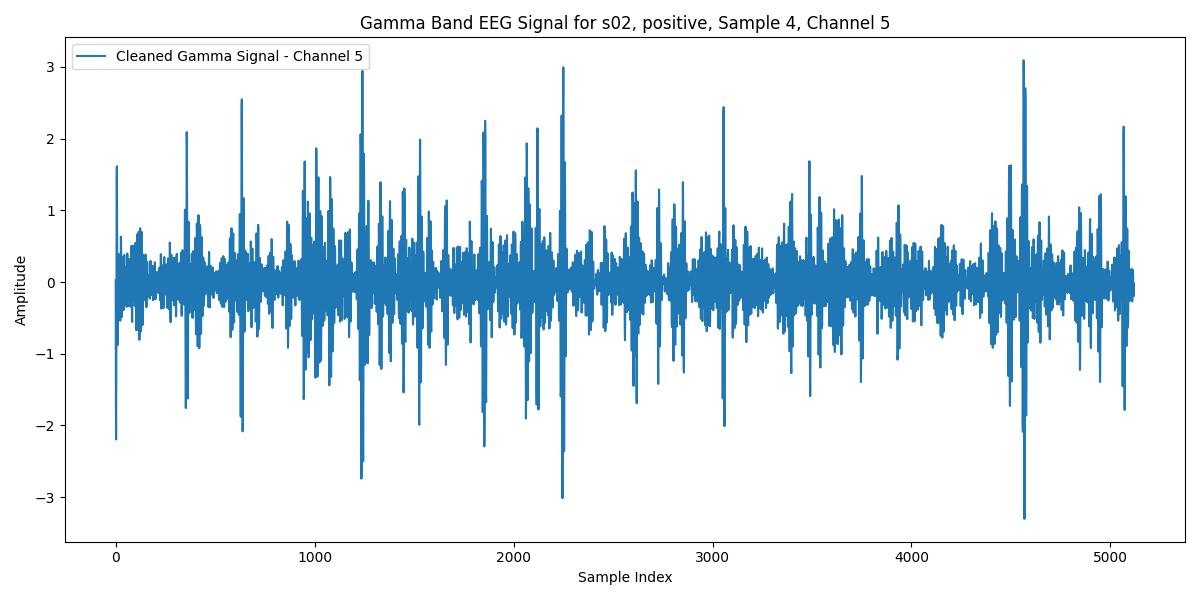 Gamma Band EEG Signal for s02, positive, Sample 4, Channel 5
Cleaned Gamma Signal - Channel 5
3
2
1
0
−1
−2
−3
Amplitude
0 1000 2000 3000 4000 5000
Sample Index